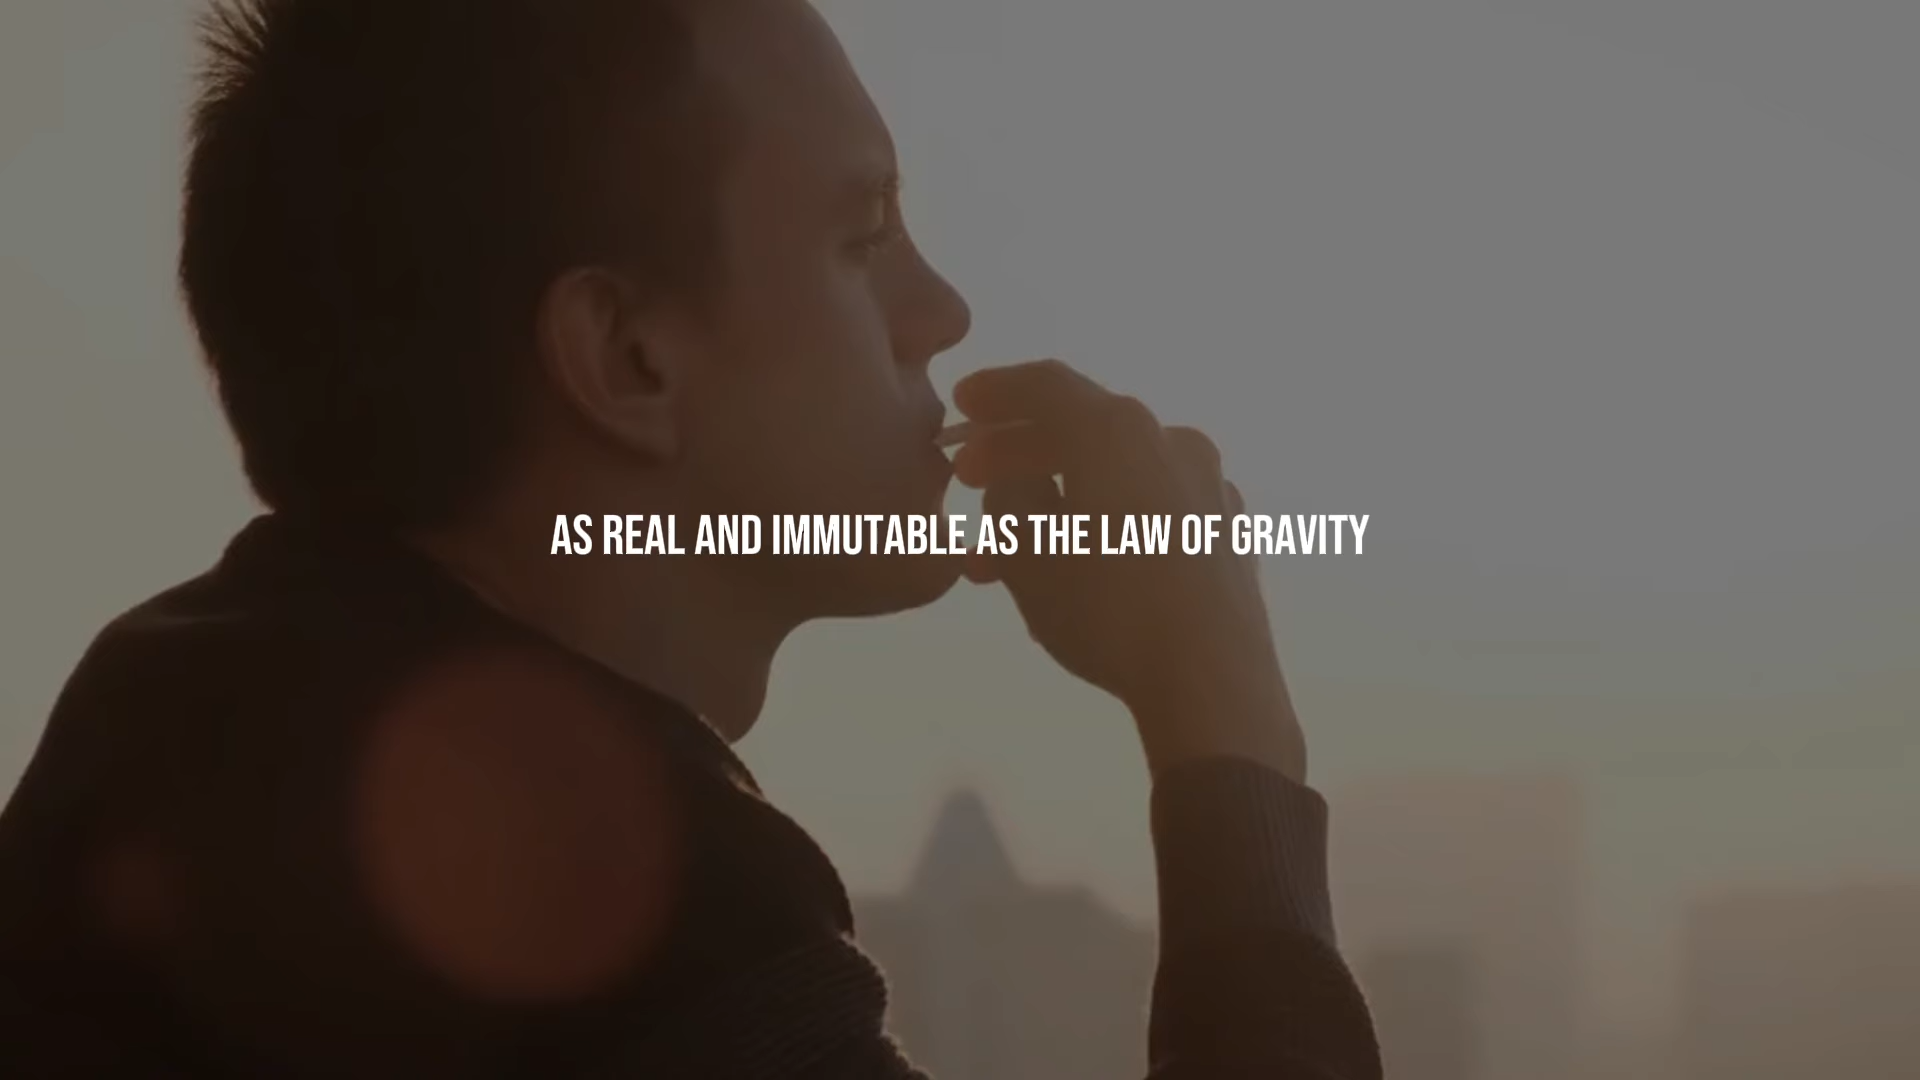 AS REAL AND IMMUTABLE AS THE LAW OF GRAVITY